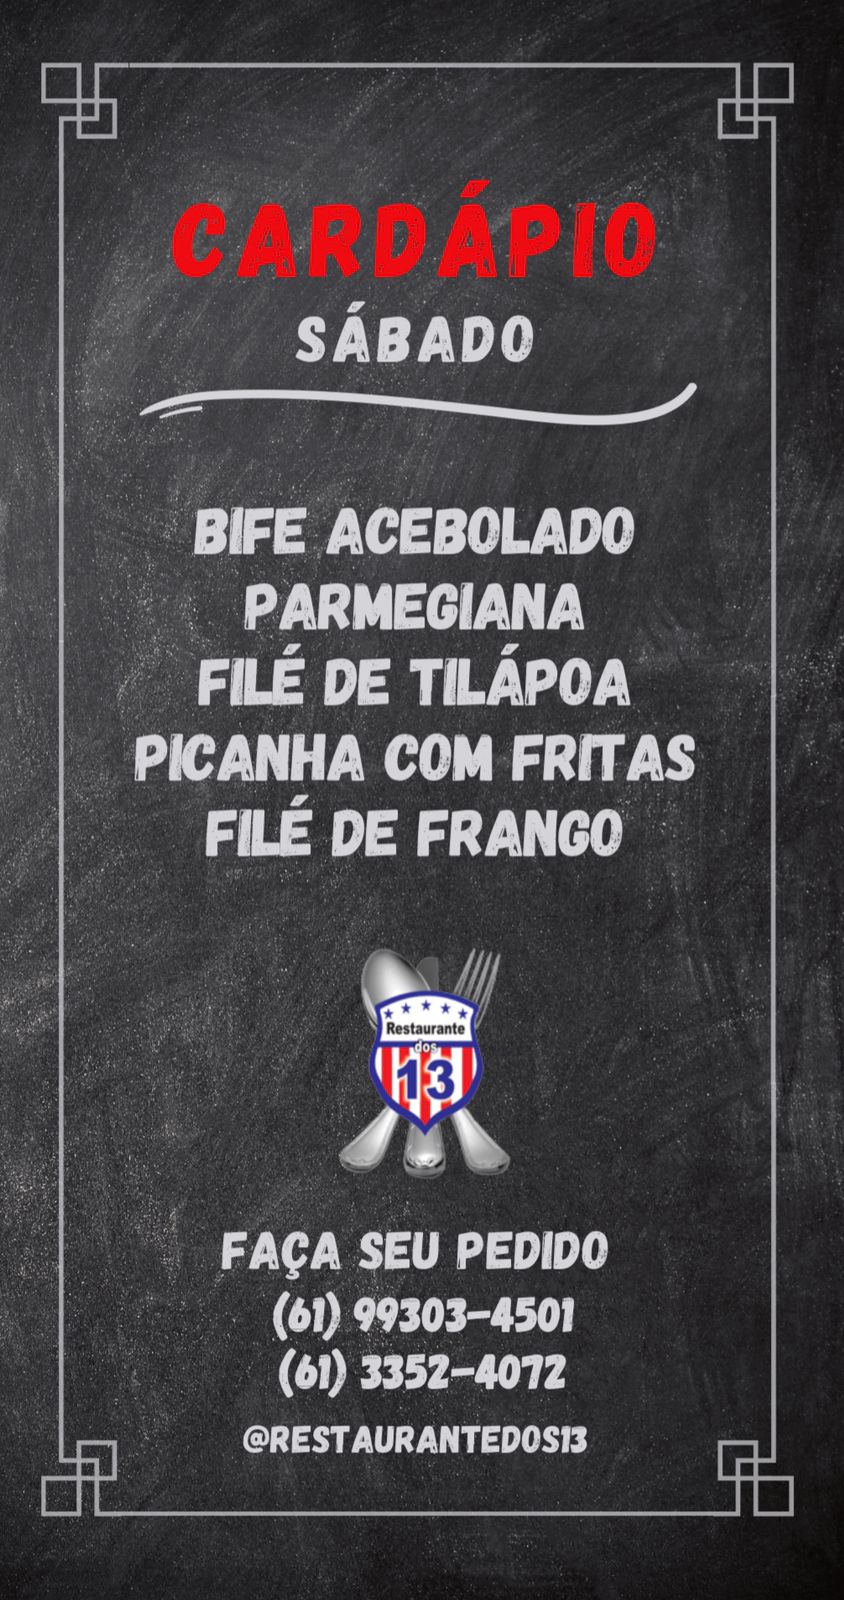 CARDÁPIO
SÁBADO
BIFE ACEBOLADO
PARMEGIANA
FILÉ DE TILÁPOA
PICANHA COM FRITAS
FILÉ DE FRANGO
Restaurante
dos
13
FAÇA SEU PEDIDO
(61) 99303-4501
(61) 3352-4072
@RESTAURANTEDOS13